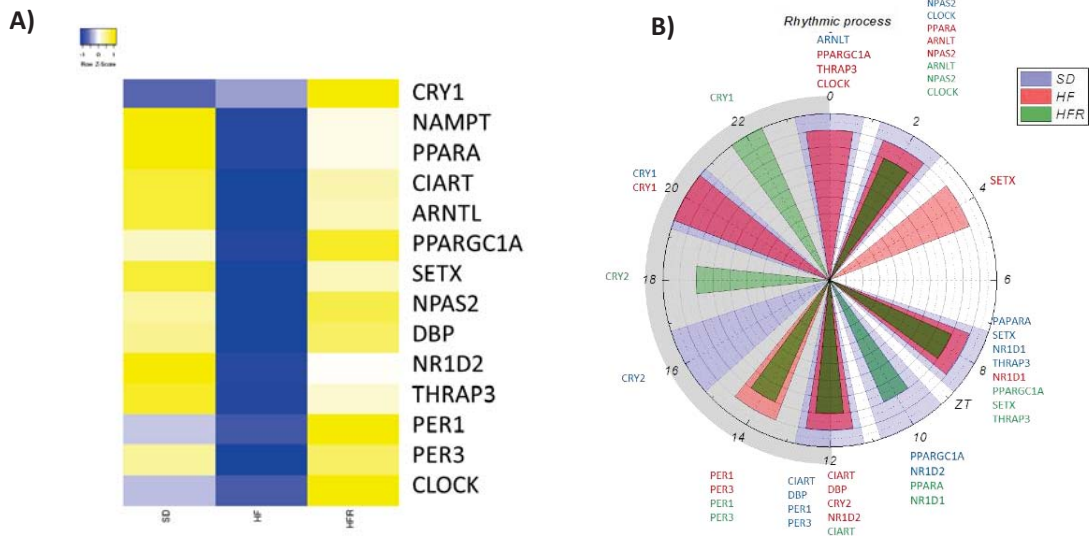 A)
-1 0 1
Row Z-Score
CRY1
NAMPT
PPARA
CIART
ARNTL
PPARGC1A
SETX
NPAS2
DBP
NR1D2
THRAP3
PER1
PER3
CLOCK
SD
HF
HFR
B)
Rhythmic process
ARNLT
PPARGC1A
THRAP3
CLOCK
NPAS2
CLOCK
PPARA
ARNLT
NPAS2
ARNLT
NPAS2
CLOCK
SD
HF
HFR
0
2
4
6
8
ZT
10
12
14
16
18
20
22
SETX
PAPARA
SETX
NR1D1
THRAP3
NR1D1
PPARGC1A
SETX
THRAP3
PPARGC1A
NR1D2
PPARA
NR1D1
CIART
DBP
CRY2
NR1D2
CIART
CIART
DBP
PER1
PER3
PER1
PER3
PER1
PER3
CRY2
CRY2
CRY1
CRY1
CRY1